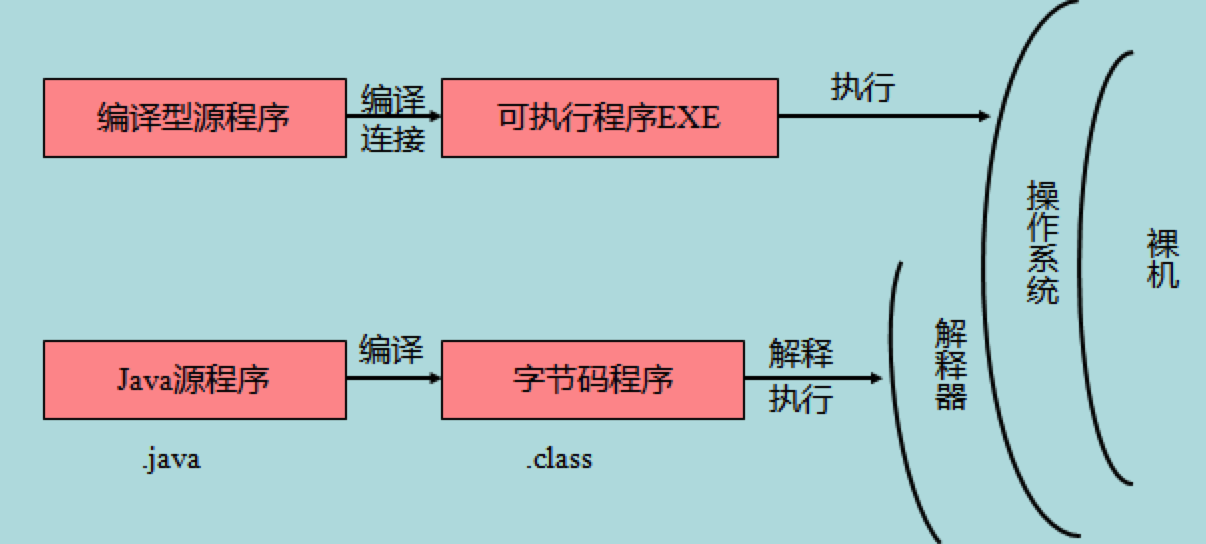 编译型源程序
编译
连接
可执行程序EXE
执行
操作系统
裸机
Java源程序
编译
字节码程序
解释
执行
解释器
.java
.class